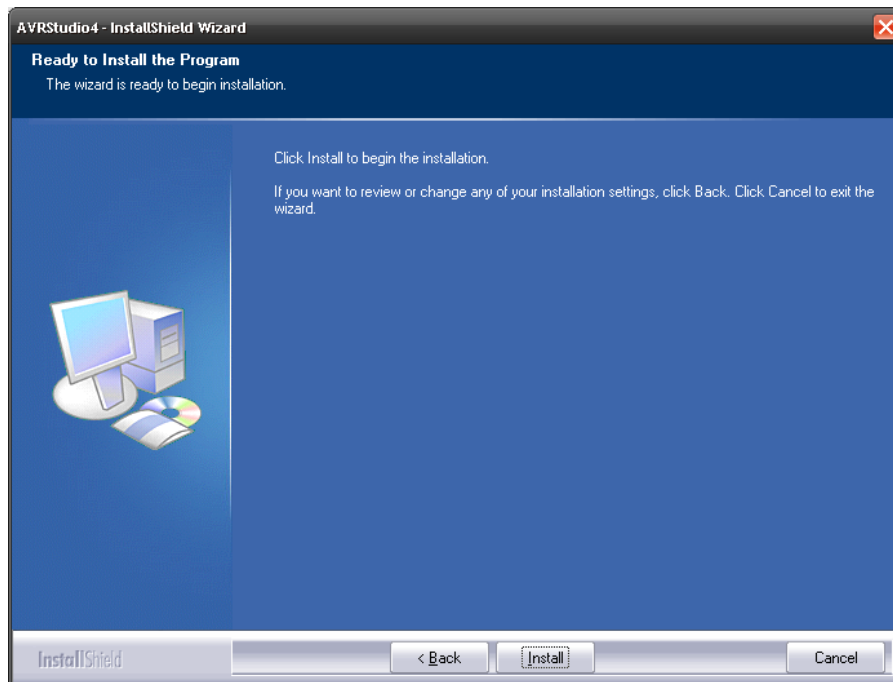 AVRStudio4 - InstallShield Wizard
Ready to Install the Program
The wizard is ready to begin installation.
Click Install to begin the installation.
If you want to review or change any of your installation settings, click Back. Click Cancel to exit the
wizard.
InstallShield
< Back
Install
Cancel